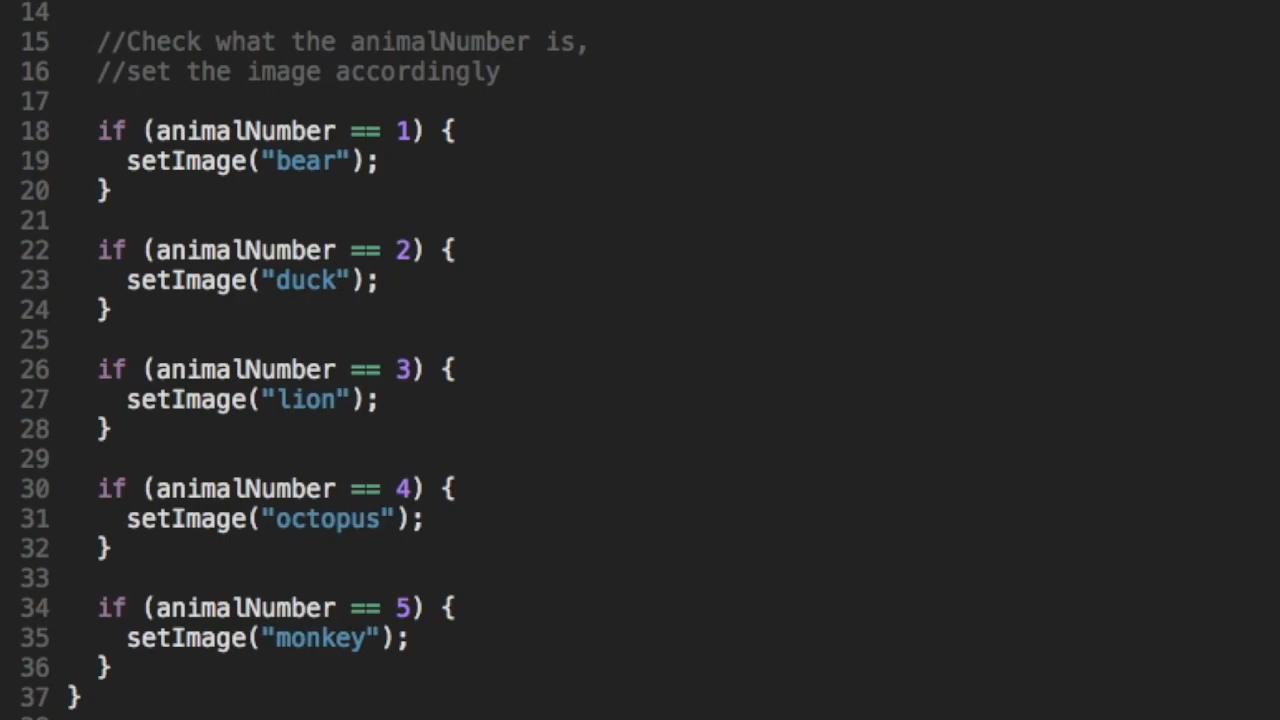 14
15 //Check what the animalNumber is,
16 //set the image accordingly
17
18 if (animalNumber == 1) {
19 setImage("bear");
20 }
21
22 if (animalNumber == 2) {
23 setImage("duck");
24 }
25
26 if (animalNumber == 3) {
27 setImage("lion");
28 }
29
30 if (animalNumber == 4) {
31 setImage("octopus");
32 }
33
34 if (animalNumber == 5) {
35 setImage("monkey");
36 }
37 }